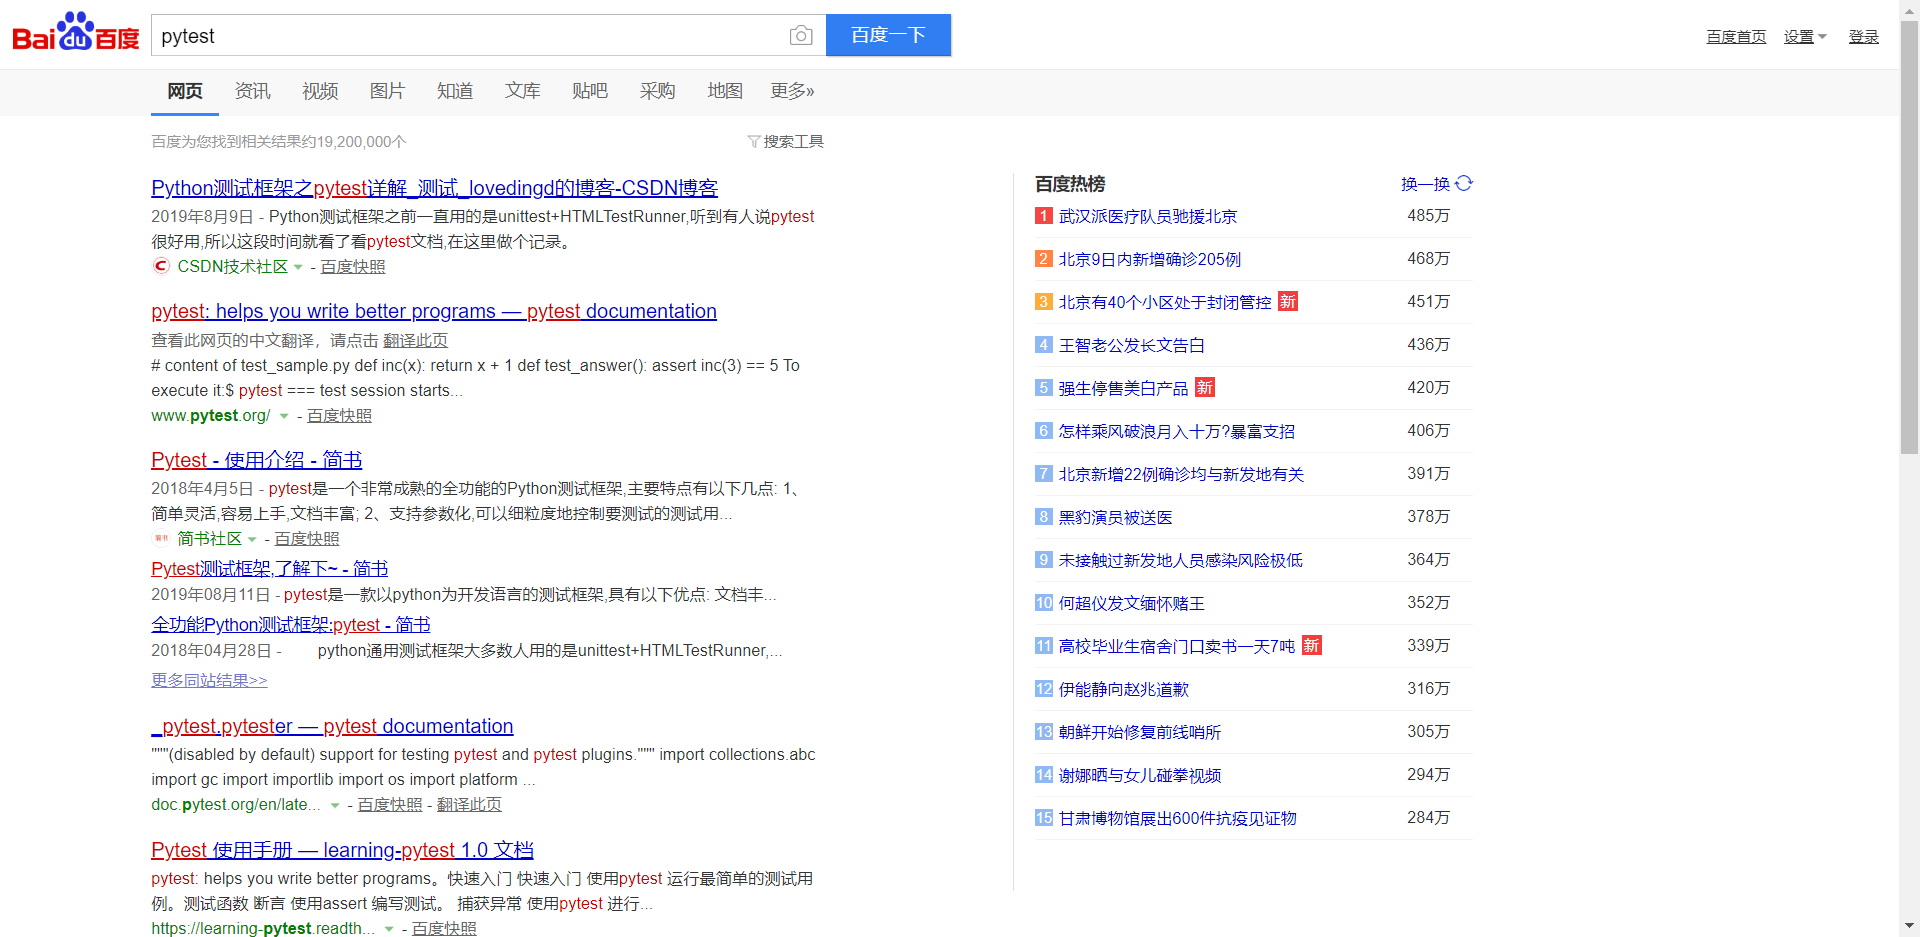 Bai du 百度
pytest
百度一下
百度首页 设置 登录
网页 资讯 视频 图片 知道 文库 贴吧 采购 地图 更多»
百度为您找到相关结果约19,200,000个
搜索工具
Python测试框架之pytest详解_测试_lovedingd的博客-CSDN博客
2019年8月9日 - Python测试框架之前一直用的是unittest+HTMLTestRunner,听到有人说pytest
很好用,所以这段时间就看了看pytest文档,在这里做个记录。
CSDN技术社区 - 百度快照
pytest: helps you write better programs — pytest documentation
查看此网页的中文翻译，请点击 翻译此页
# content of test_sample.py def inc(x): return x + 1 def test_answer(): assert inc(3) == 5 To
execute it:$ pytest === test session starts...
www.pytest.org/ - 百度快照
Pytest - 使用介绍 - 简书
2018年4月5日 - pytest是一个非常成熟的全功能的Python测试框架,主要特点有以下几点: 1、
简单灵活,容易上手,文档丰富; 2、支持参数化,可以细粒度地控制要测试的测试用...
简书 简书社区 - 百度快照
Pytest测试框架,了解下~ - 简书
2019年08月11日 - pytest是一款以python为开发语言的测试框架,具有以下优点: 文档丰...
全功能Python测试框架:pytest - 简书
2018年04月28日 - python通用测试框架大多数人用的是unittest+HTMLTestRunner,...
更多同站结果>>
_pytest.pytester — pytest documentation
"""(disabled by default) support for testing pytest and pytest plugins.""" import collections.abc
import gc import importlib import os import platform ...
doc.pytest.org/en/late... - 百度快照 - 翻译此页
Pytest 使用手册 — learning-pytest 1.0 文档
pytest: helps you write better programs。快速入门 快速入门 使用pytest 运行最简单的测试用
例。测试函数 断言 使用assert 编写测试。 捕获异常 使用pytest 进行...
https://learning-pytest.readth... - 百度快照
百度热榜 换一换
1 武汉派医疗队员驰援北京 485万
2 北京9日内新增确诊205例 468万
3 北京有40个小区处于封闭管控 新 451万
4 王智老公发长文告白 436万
5 强生停售美白产品 新 420万
6 怎样乘风破浪月入十万?暴富支招 406万
7 北京新增22例确诊均与新发地有关 391万
8 黑豹演员被送医 378万
9 未接触过新发地人员感染风险极低 364万
10 何超仪发文缅怀赌王 352万
11 高校毕业生宿舍门口卖书一天7吨 新 339万
12 伊能静向赵兆道歉 316万
13 朝鲜开始修复前线哨所 305万
14 谢娜晒与女儿碰拳视频 294万
15 甘肃博物馆展出600件抗疫见证物 284万